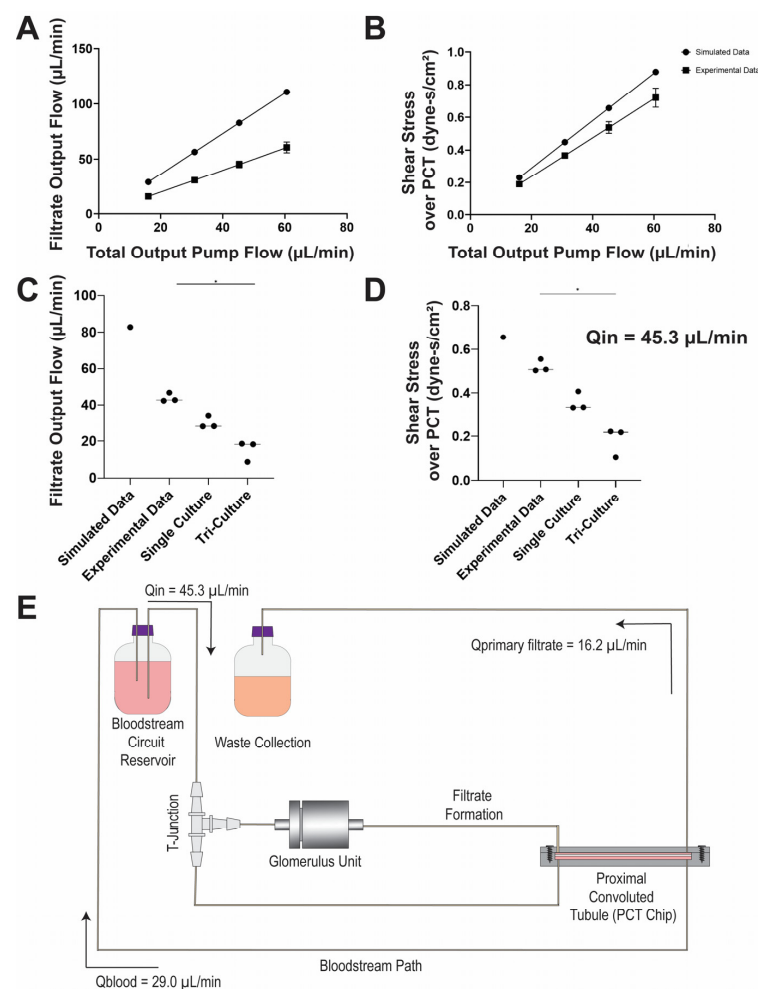 A
Filtrate Output Flow (µL/min)
150
100
50
0
0 20 40 60 80
Total Output Pump Flow (µL/min)
B
Shear Stress
over PCT (dyne-s/cm²)
1.0
0.8
0.6
0.4
0.2
0.0
0 20 40 60 80
Total Output Pump Flow (µL/min)
Simulated Data
Experimental Data
C
Filtrate Output Flow (µL/min)
100
80
60
40
20
0
*
Simulated Data
Experimental Data
Single Culture
Tri-Culture
D
Shear Stress
over PCT (dyne-s/cm²)
0.8
0.6
0.4
0.2
0.0
*
Qin = 45.3 µL/min
Simulated Data
Experimental Data
Single Culture
Tri-Culture
E
Qin = 45.3 µL/min
Qprimary filtrate = 16.2 µL/min
Bloodstream
Circuit
Reservoir
Waste Collection
T-Junction
Glomerulus Unit
Filtrate
Formation
Proximal
Convoluted
Tubule (PCT Chip)
Bloodstream Path
Qblood = 29.0 µL/min